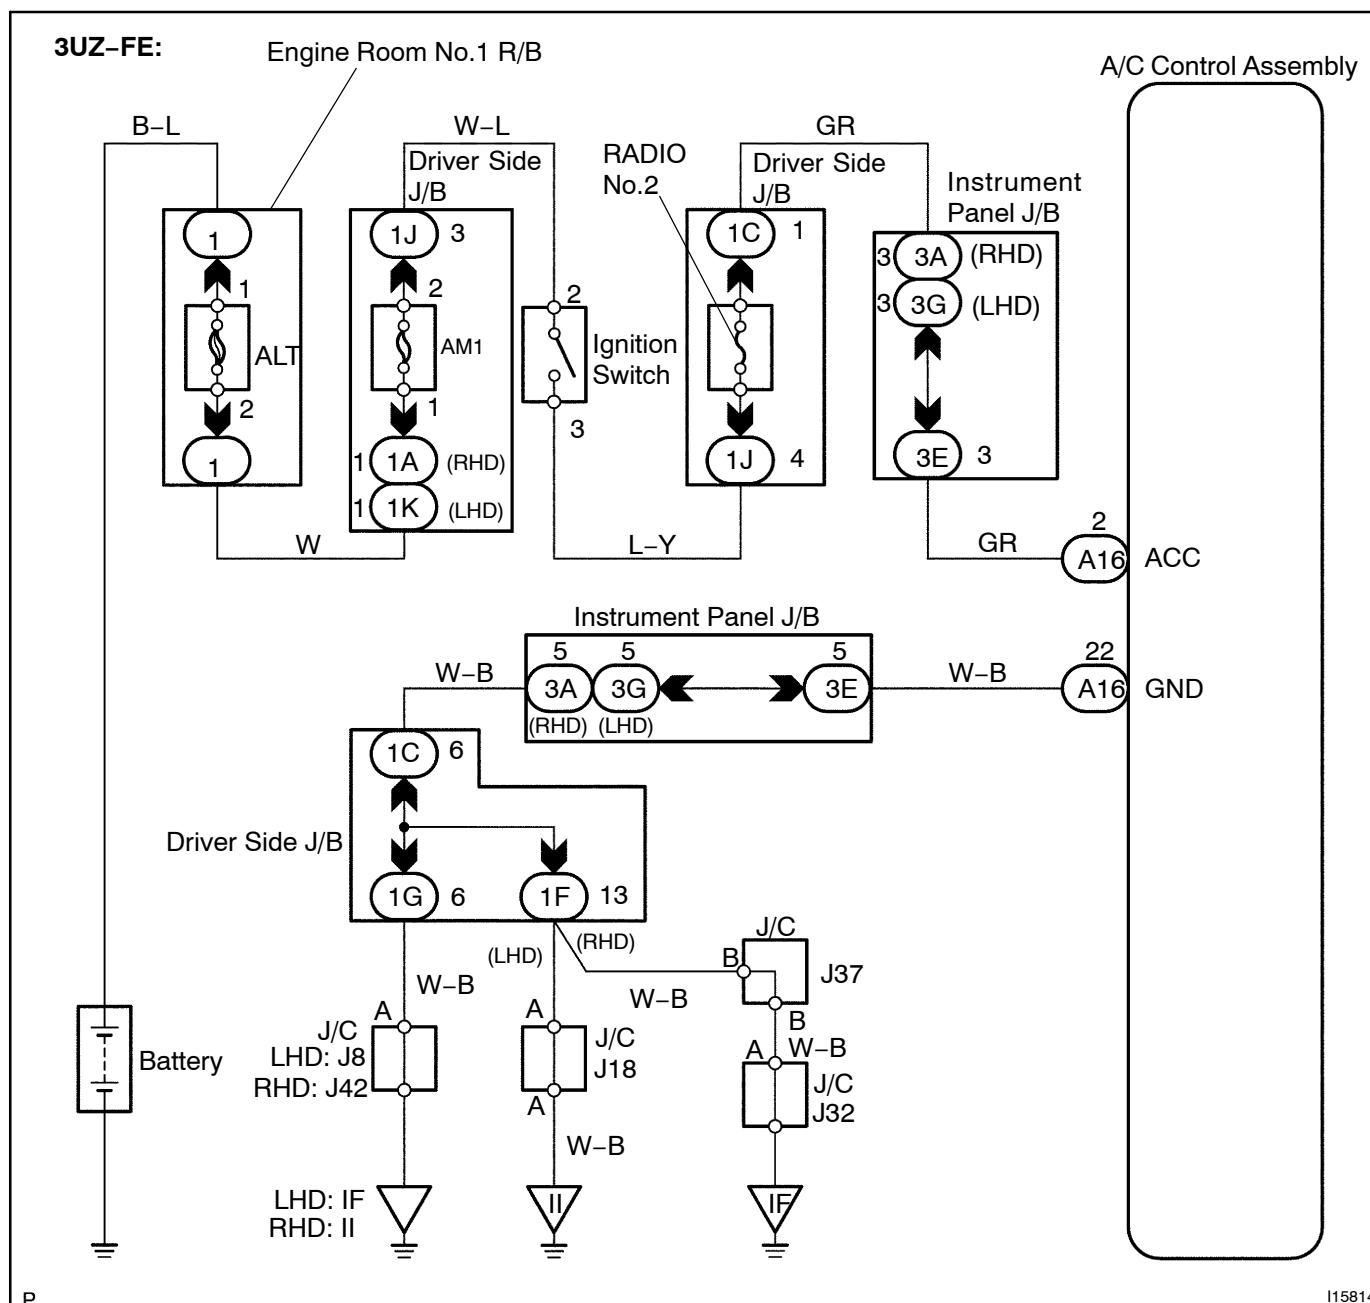 3UZ–FE:
Engine Room No.1 R/B
A/C Control Assembly
B–L
W–L
GR
Driver Side
J/B
RADIO
No.2
Driver Side
J/B
Instrument
Panel J/B
1
1J 3
1C 1
3 3A (RHD)
3 3G (LHD)
1
2
2
ALT
AM1
Ignition
Switch
2
1
3
1
1 1A (RHD)
1 1K (LHD)
1J 4
3E 3
W
L–Y
GR
2
A16 ACC
Instrument Panel J/B
5 5 5
22
W–B
3A 3G 3E
W–B
A16 GND
(RHD) (LHD)
1C 6
Driver Side J/B
1G 6
1F 13
(LHD)
(RHD)
J/C
B
J37
W–B
W–B
B
A
J/C
LHD: J8
RHD: J42
A
J/C
J18
A
A W–B
J/C
J32
Battery
W–B
LHD: IF
RHD: II
II
IF
P
I15814